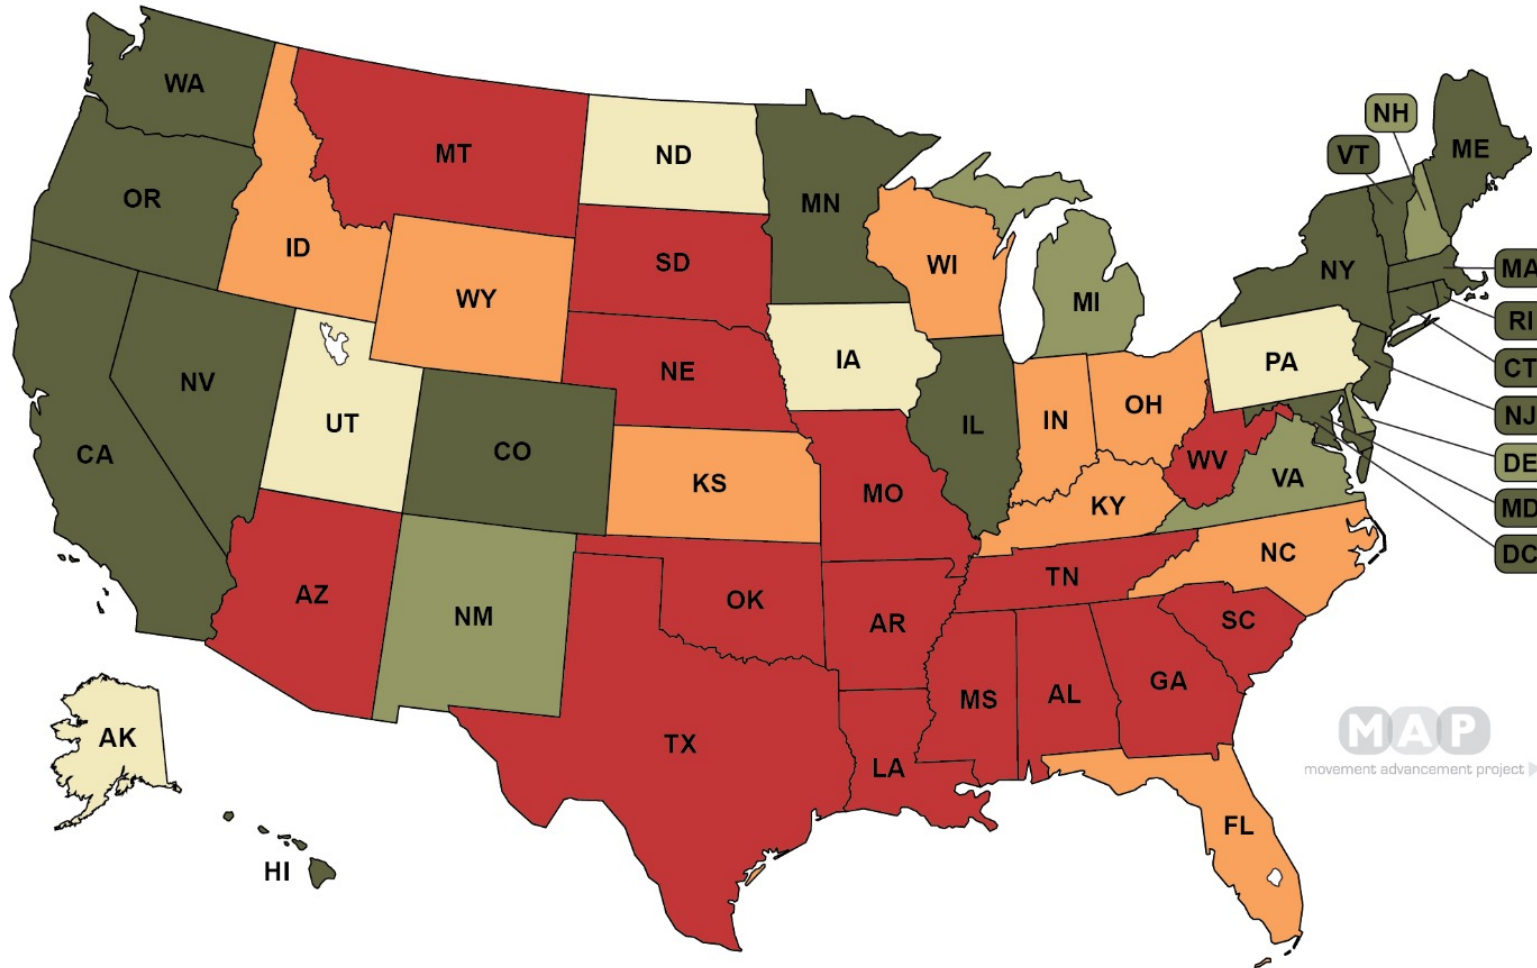 WA
MT
ND
MN
NH
VT
ME
OR
ID
WY
SD
WI
MI
NY
MA
RI
CT
NJ
DE
MD
DC
NV
UT
CO
NE
IA
IL
IN
OH
PA
CA
KS
MO
KY
WV
VA
AZ
NM
OK
AR
TN
NC
SC
TX
LA
MS
AL
GA
AK
HI
FL
MAP
movement advancement project